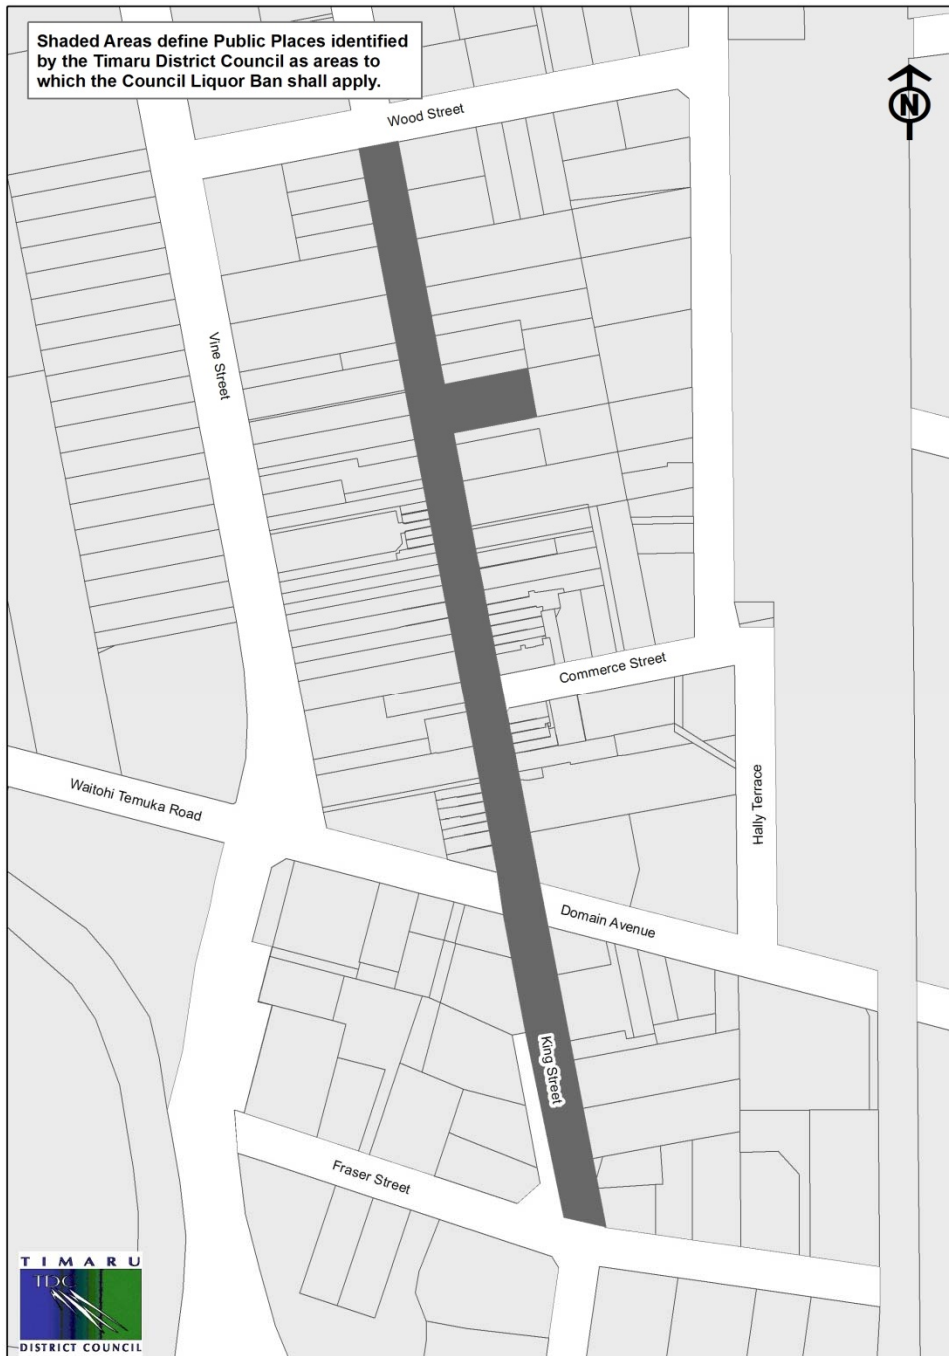 Shaded Areas define Public Places identified
by the Timaru District Council as areas to
which the Council Liquor Ban shall apply.
N
Wood Street
Vine Street
Commerce Street
Waitohi Temuka Road
Hally Terrace
Domain Avenue
King Street
Fraser Street
TIMARU
TDC
DISTRICT COUNCIL